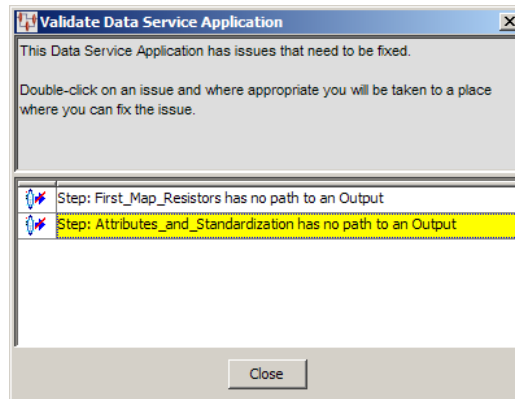 Validate Data Service Application
This Data Service Application has issues that need to be fixed.
Double-click on an issue and where appropriate you will be taken to a place
where you can fix the issue.
Step: First_Map_Resistors has no path to an Output
Step: Attributes_and_Standardization has no path to an Output
Close